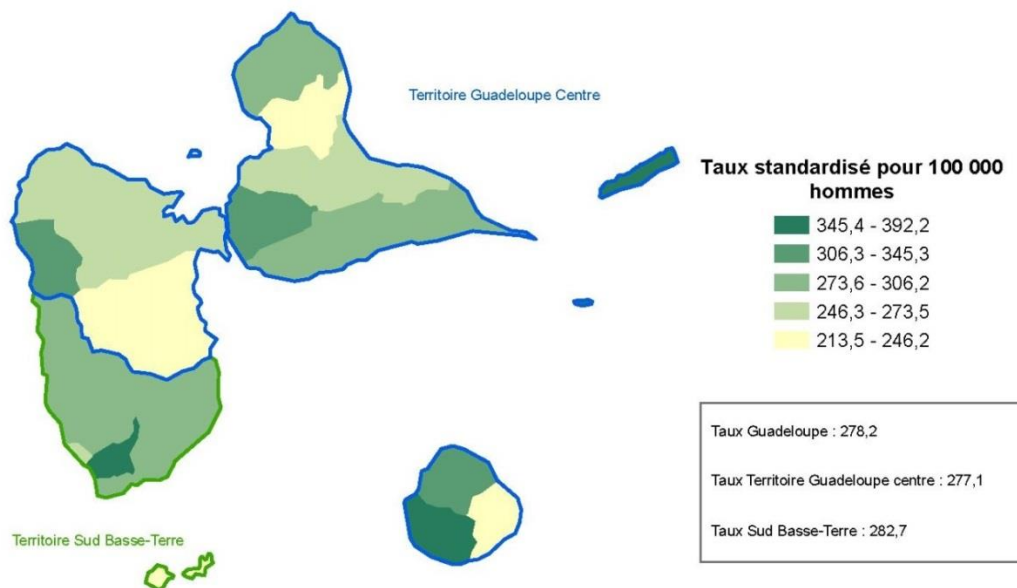 Territoire Guadeloupe Centre
Taux standardisé pour 100 000
hommes
345,4 - 392,2
306,3 - 345,3
273,6 - 306,2
246,3 - 273,5
213,5 - 246,2
Taux Guadeloupe : 278,2
Taux Territoire Guadeloupe centre : 277,1
Taux Sud Basse-Terre : 282,7
Territoire Sud Basse-Terre